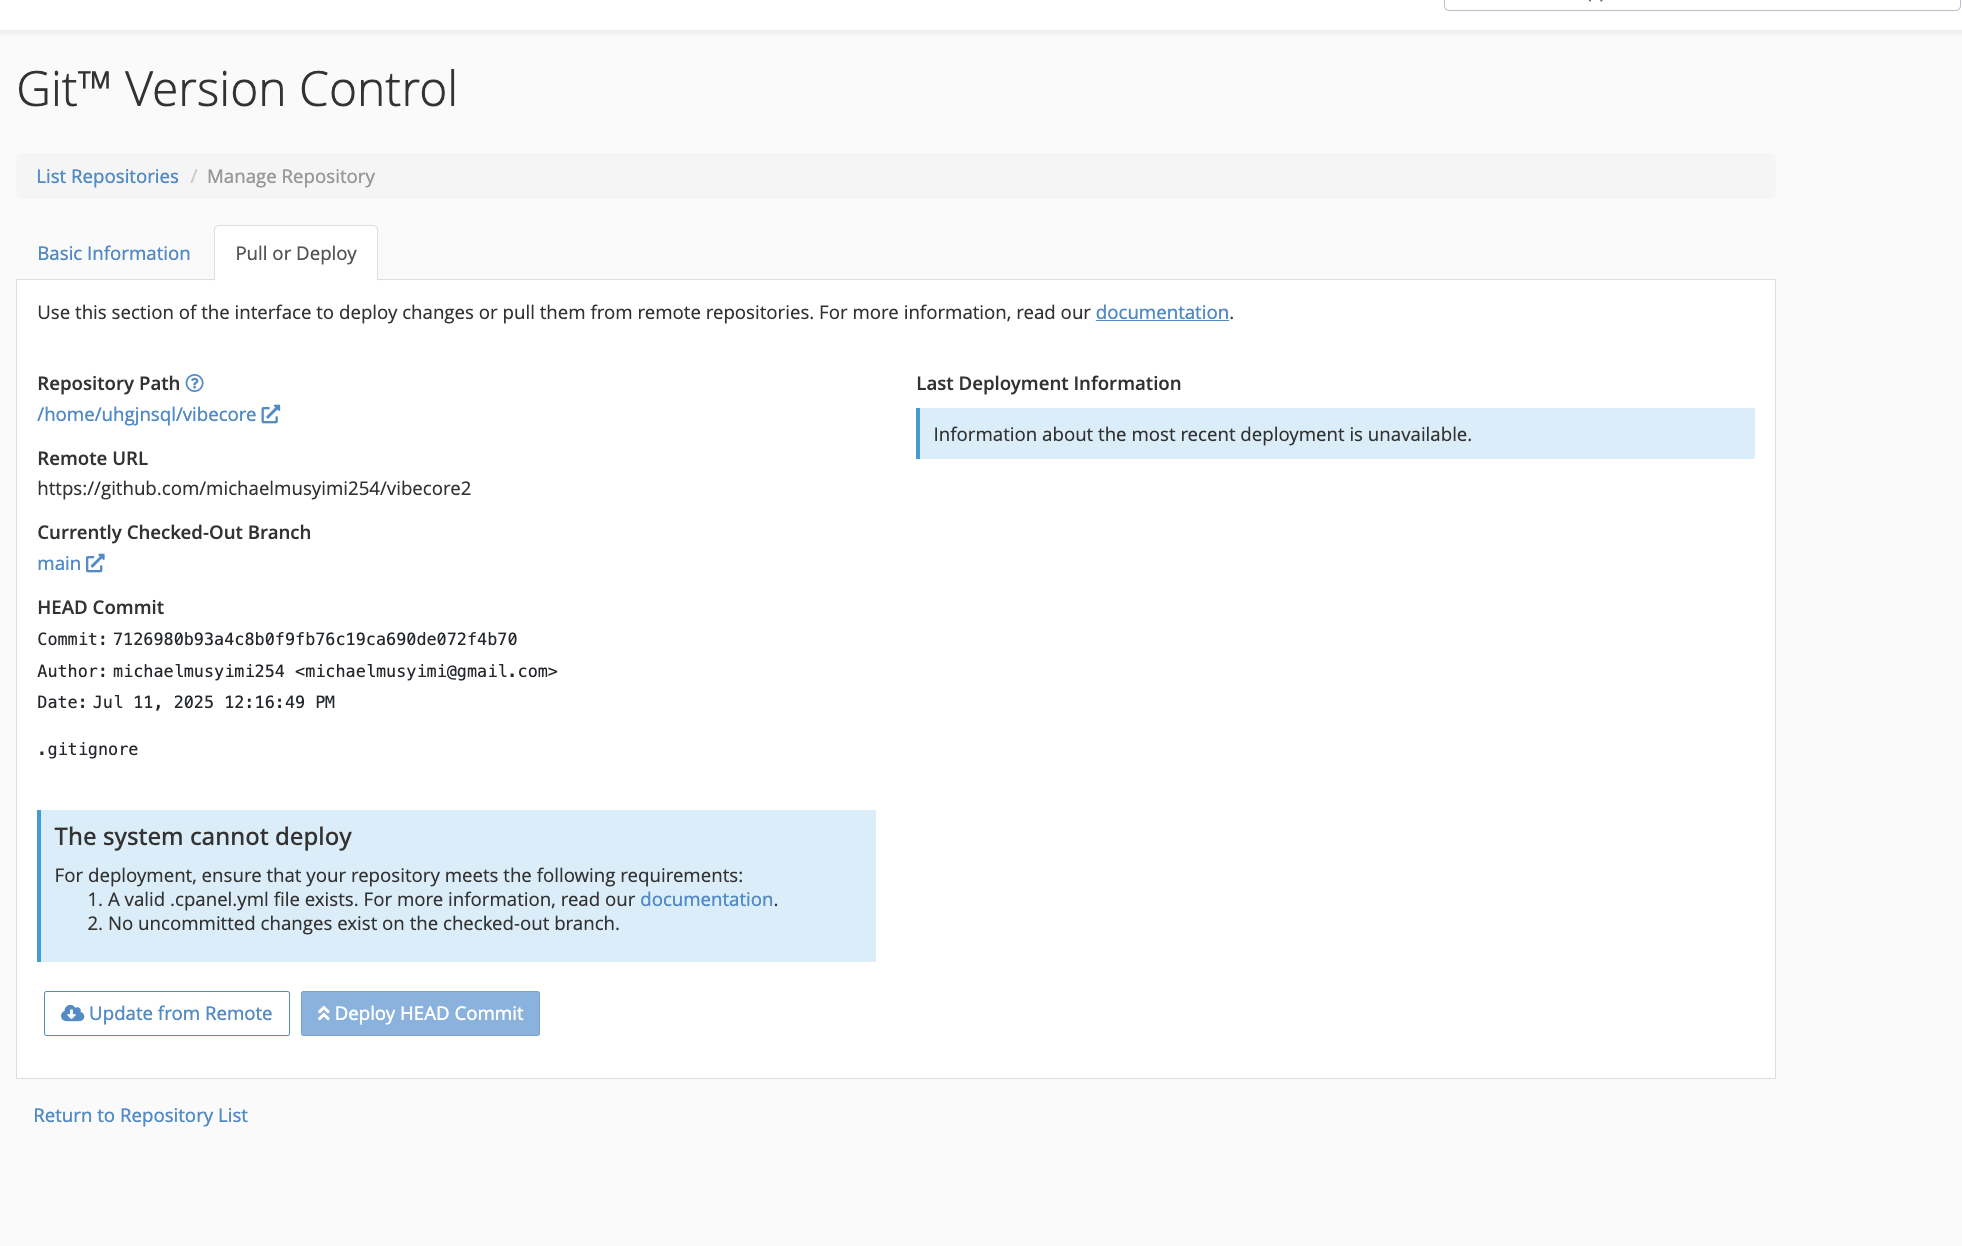 Git™ Version Control
List Repositories / Manage Repository
Basic Information
Pull or Deploy
Use this section of the interface to deploy changes or pull them from remote repositories. For more information, read our documentation.
Repository Path
/home/uhgjnsql/vibecore
Remote URL
https://github.com/michaelmusyimi254/vibecore2
Currently Checked-Out Branch
main
HEAD Commit
Commit: 7126980b93a4c8b0f9fb76c19ca690de072f4b70
Author: michaelmusyimi254 <michaelmusyimi@gmail.com>
Date: Jul 11, 2025 12:16:49 PM
.gitignore
The system cannot deploy
For deployment, ensure that your repository meets the following requirements:
1. A valid .cpanel.yml file exists. For more information, read our documentation.
2. No uncommitted changes exist on the checked-out branch.
Update from Remote
Deploy HEAD Commit
Last Deployment Information
Information about the most recent deployment is unavailable.
Return to Repository List